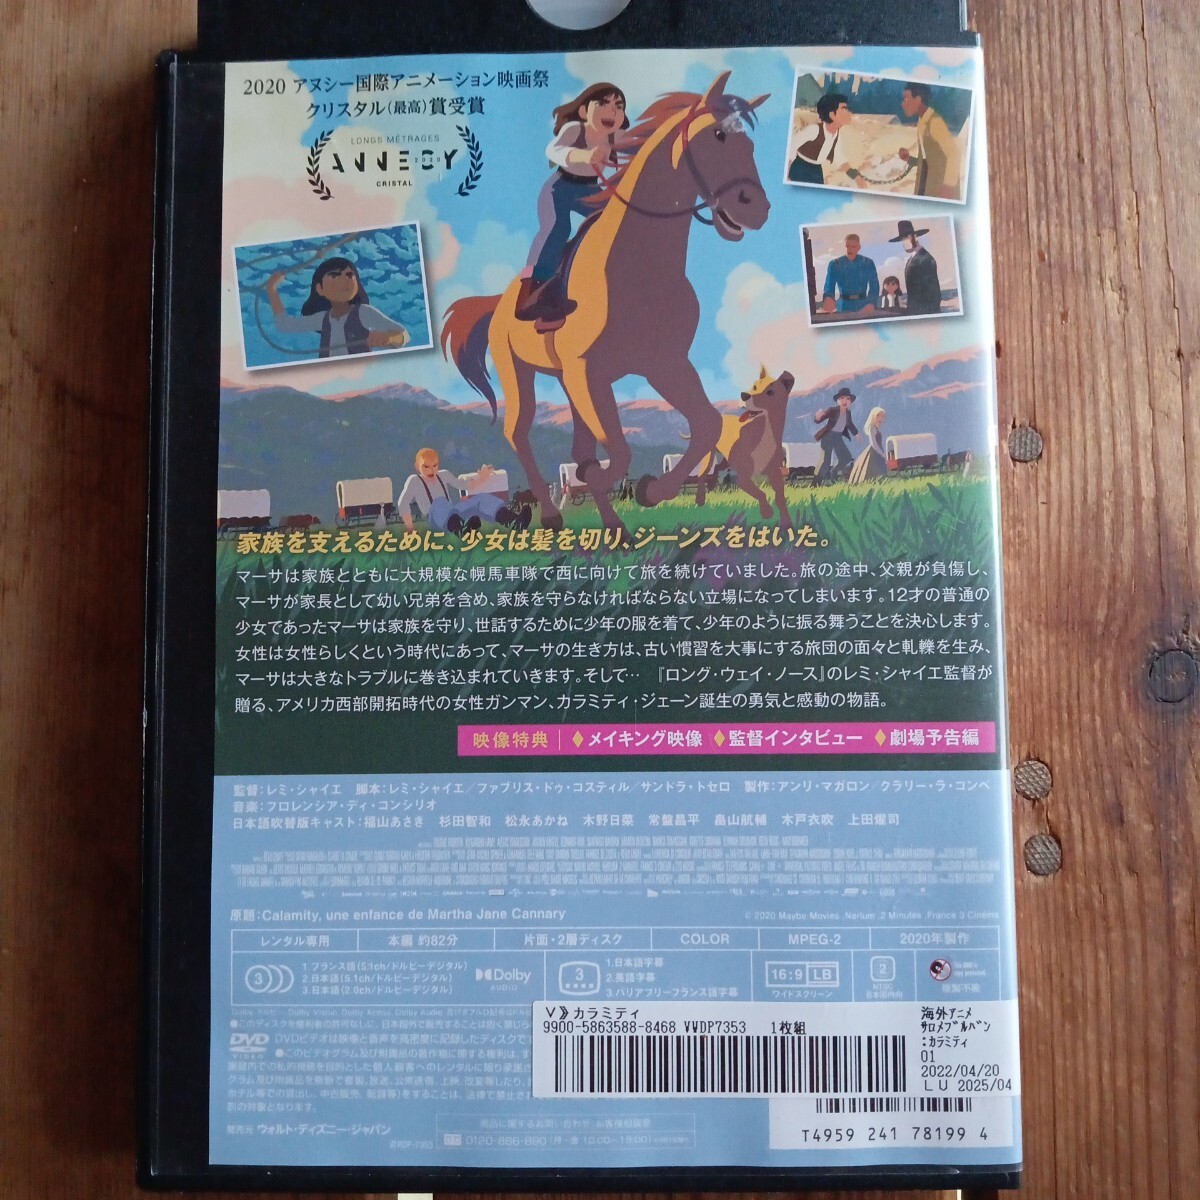 2020 アヌシー国際アニメーション映画祭
クリスタル(最高)賞受賞
LONGS MÉTRAGES
ANNECY
2020
CRISTAL
家族を支えるために、少女は髪を切り、ジーンズをはいた。
マーサは家族とともに大規模な幌馬車隊で西に向けて旅を続けていました。旅の途中、父親が負傷し、
マーサが家長として幼い兄弟を含め、家族を守らなければならない立場になってしまいます。12才の普通の
少女であったマーサは家族を守り、世話するために少年の服を着て、少年のように振る舞うことを決心します。
女性は女性らしくという時代にあって、マーサの生き方は、古い慣習を大事にする旅団の面々と軋轢を生み、
マーサは大きなトラブルに巻き込まれていきます。そして… 『ロング・ウェイ・ノース』のレミ・シャイエ監督が
贈る、アメリカ西部開拓時代の女性ガンマン、カラミティ・ジェーン誕生の勇気と感動の物語。
映像特典 ◆メイキング映像 ◆監督インタビュー ◆劇場予告編
監督:レミ・シャイエ 脚本:レミ・シャイエ/ファブリス・ドゥ・コスティル/サンドラ・トセロ 製作:アンリ・マガロン/クラリー・ラ・コンベ
音楽:フロレンシア・ディ・コンシリオ
日本語吹替版キャスト:福山あさき 杉田智和 松永あかね 木野日菜 常盤昌平 畠山航輔 木戸衣吹 上田燿司
原題:Calamity, une enfance de Martha Jane Cannary
© 2020 Maybe Movies ,Norlum ,2 Minutes ,France 3 Cinéma
レンタル専用 本編 約82分 片面・2層ディスク COLOR MPEG-2 2020年製作
3 1.フランス語(5.1ch/ドルビーデジタル)
2.日本語(5.1ch/ドルビーデジタル)
3.日本語(2.0ch/ドルビーデジタル)
Dolby
AUDIO
3 1.日本語字幕
2.英語字幕
3.バリアフリーフランス語字幕
16:9 LB
ワイドスクリーン
2
NTSC
日本国内向
複製不能
DVD
VIDEO
発売元 ウォルト・ディズニー・ジャパン
V》カラミティ
9900-5863588-8468 VVDP7353 1枚組
海外アニメ
サロメブルバン
:カラミティ
01
2022/04/20
LU 2025/04
0120-886-890
T4959 241 78199 4